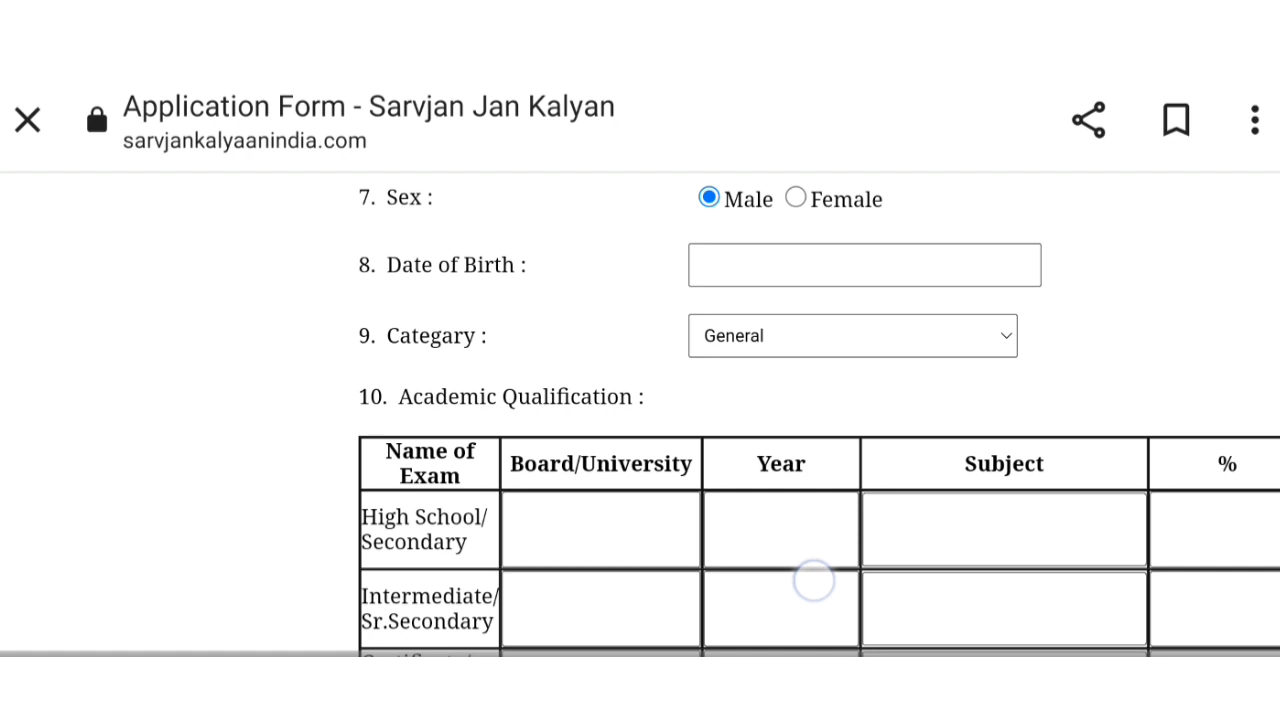 Application Form - Sarvjan Jan Kalyan
sarvjankalyaanindia.com
7. Sex : Male Female
8. Date of Birth :
9. Categary : General
10. Academic Qualification :
Name of Exam Board/University Year Subject %
High School/
Secondary
Intermediate/
Sr.Secondary